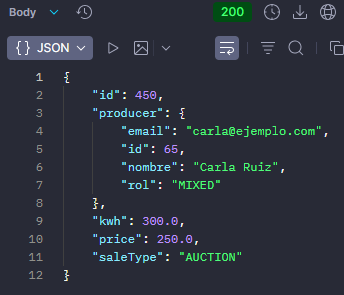 Body 200
{} JSON
1 {
2 "id": 450,
3 "producer": {
4 "email": "carla@ejemplo.com",
5 "id": 65,
6 "nombre": "Carla Ruiz",
7 "rol": "MIXED"
8 },
9 "kwh": 300.0,
10 "price": 250.0,
11 "saleType": "AUCTION"
12 }